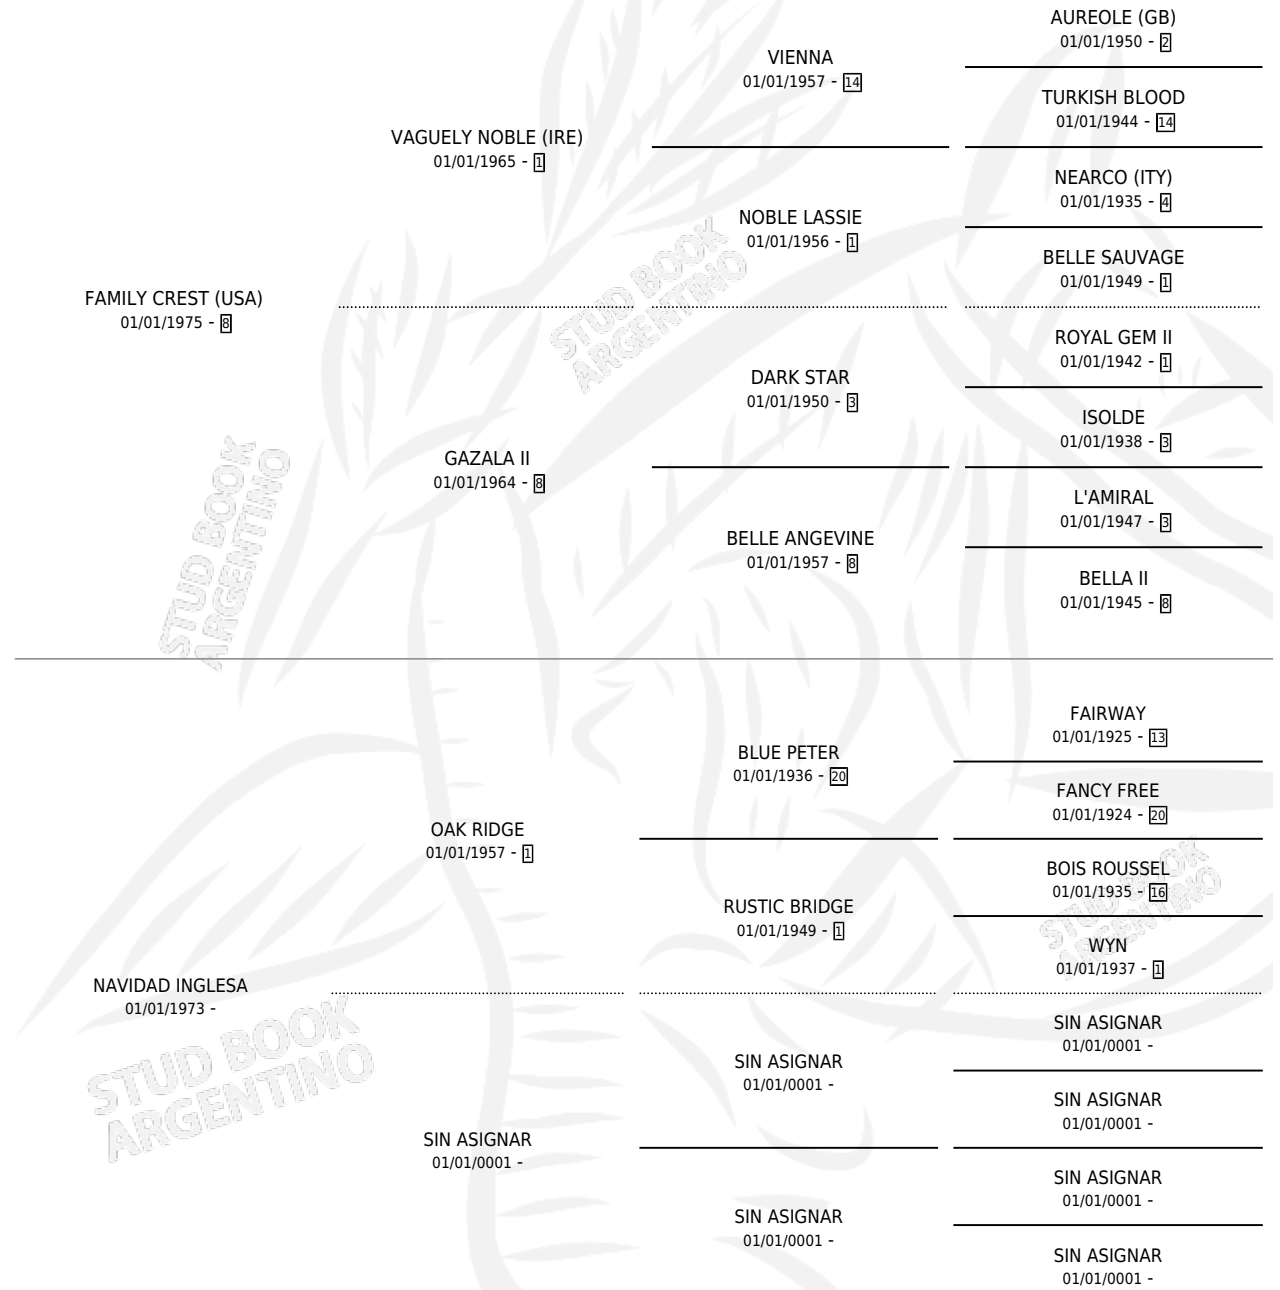 AUREOLE (GB)
01/01/1950 - 2
VIENNA
01/01/1957 - 14
TURKISH BLOOD
01/01/1944 - 14
VAGUELY NOBLE (IRE)
01/01/1965 - 1
NEARCO (ITY)
01/01/1935 - 4
NOBLE LASSIE
01/01/1956 - 1
BELLE SAUVAGE
01/01/1949 - 1
FAMILY CREST (USA)
01/01/1975 - 8
ROYAL GEM II
01/01/1942 - 1
DARK STAR
01/01/1950 - 3
ISOLDE
01/01/1938 - 3
GAZALA II
01/01/1964 - 8
L'AMIRAL
01/01/1947 - 3
BELLE ANGEVINE
01/01/1957 - 8
BELLA II
01/01/1945 - 8
STUD BOOK
ARGENTINO
STUD BOOK
ARGENTINO
FAIRWAY
01/01/1925 - 13
BLUE PETER
01/01/1936 - 20
FANCY FREE
01/01/1924 - 20
OAK RIDGE
01/01/1957 - 1
BOIS ROUSSEL
01/01/1935 - 16
RUSTIC BRIDGE
01/01/1949 - 1
WYN
01/01/1937 - 1
NAVIDAD INGLESA
01/01/1973 -
SIN ASIGNAR
01/01/0001 -
SIN ASIGNAR
01/01/0001 -
SIN ASIGNAR
01/01/0001 -
SIN ASIGNAR
01/01/0001 -
SIN ASIGNAR
01/01/0001 -
SIN ASIGNAR
01/01/0001 -
SIN ASIGNAR
01/01/0001 -
STUD BOOK
ARGENTINO
STUD BOOK
ARGENTINO